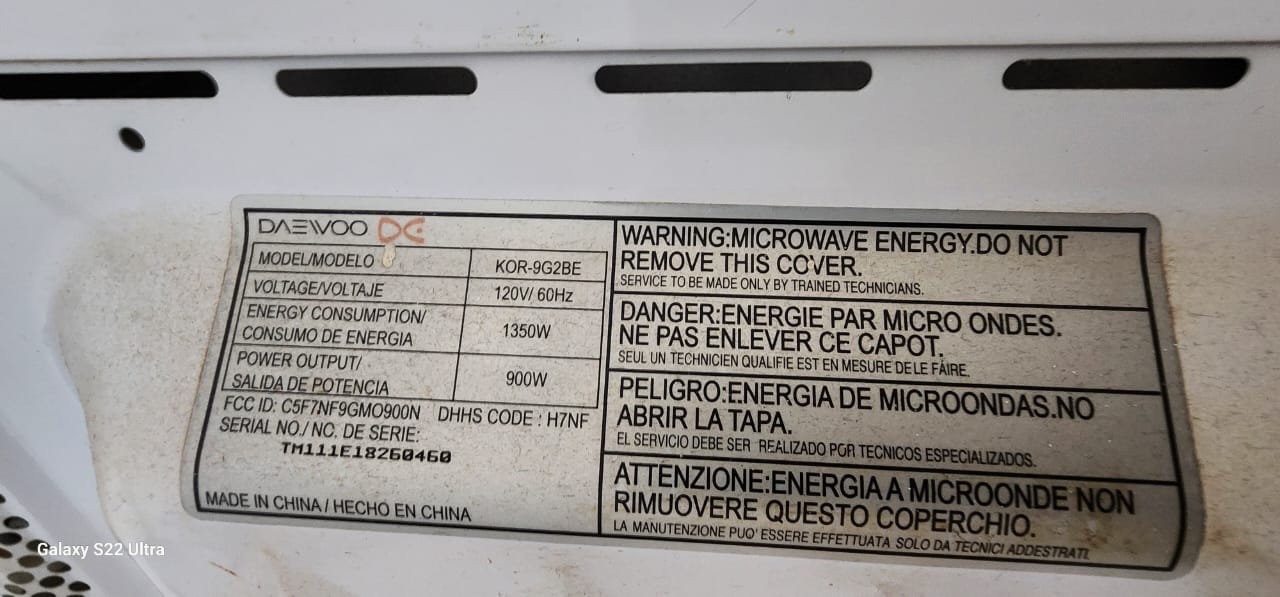 DAEWOO
MODEL/MODELO KOR-9G2BE
VOLTAGE/VOLTAJE 120V/ 60Hz
ENERGY CONSUMPTION/
CONSUMO DE ENERGIA 1350W
POWER OUTPUT/
SALIDA DE POTENCIA 900W
FCC ID: C5F7NF9GMO900N DHHS CODE : H7NF
SERIAL NO./ NC. DE SERIE:
TM111E18260460
MADE IN CHINA / HECHO EN CHINA
WARNING:MICROWAVE ENERGY.DO NOT
REMOVE THIS COVER.
SERVICE TO BE MADE ONLY BY TRAINED TECHNICIANS.
DANGER:ENERGIE PAR MICRO ONDES.
NE PAS ENLEVER CE CAPOT.
SEUL UN TECHNICIEN QUALIFIE EST EN MESURE DE LE FAIRE.
PELIGRO:ENERGIA DE MICROONDAS.NO
ABRIR LA TAPA.
EL SERVICIO DEBE SER REALIZADO POR TECNICOS ESPECIALIZADOS.
ATTENZIONE:ENERGIA A MICROONDE NON
RIMUOVERE QUESTO COPERCHIO.
LA MANUTENZIONE PUO' ESSERE EFFETTUATA SOLO DA TECNICI ADDESTRATI.
Galaxy S22 Ultra